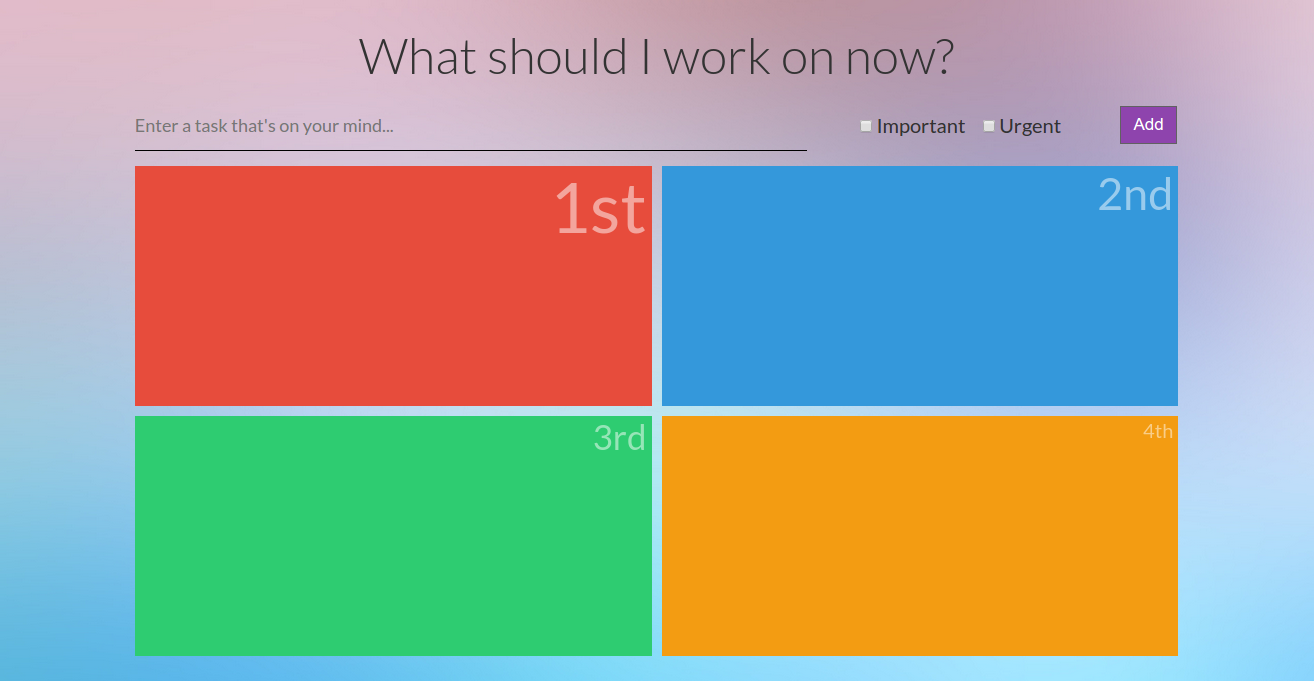 What should I work on now?
Enter a task that's on your mind... Important Urgent Add
1st 2nd
3rd 4th